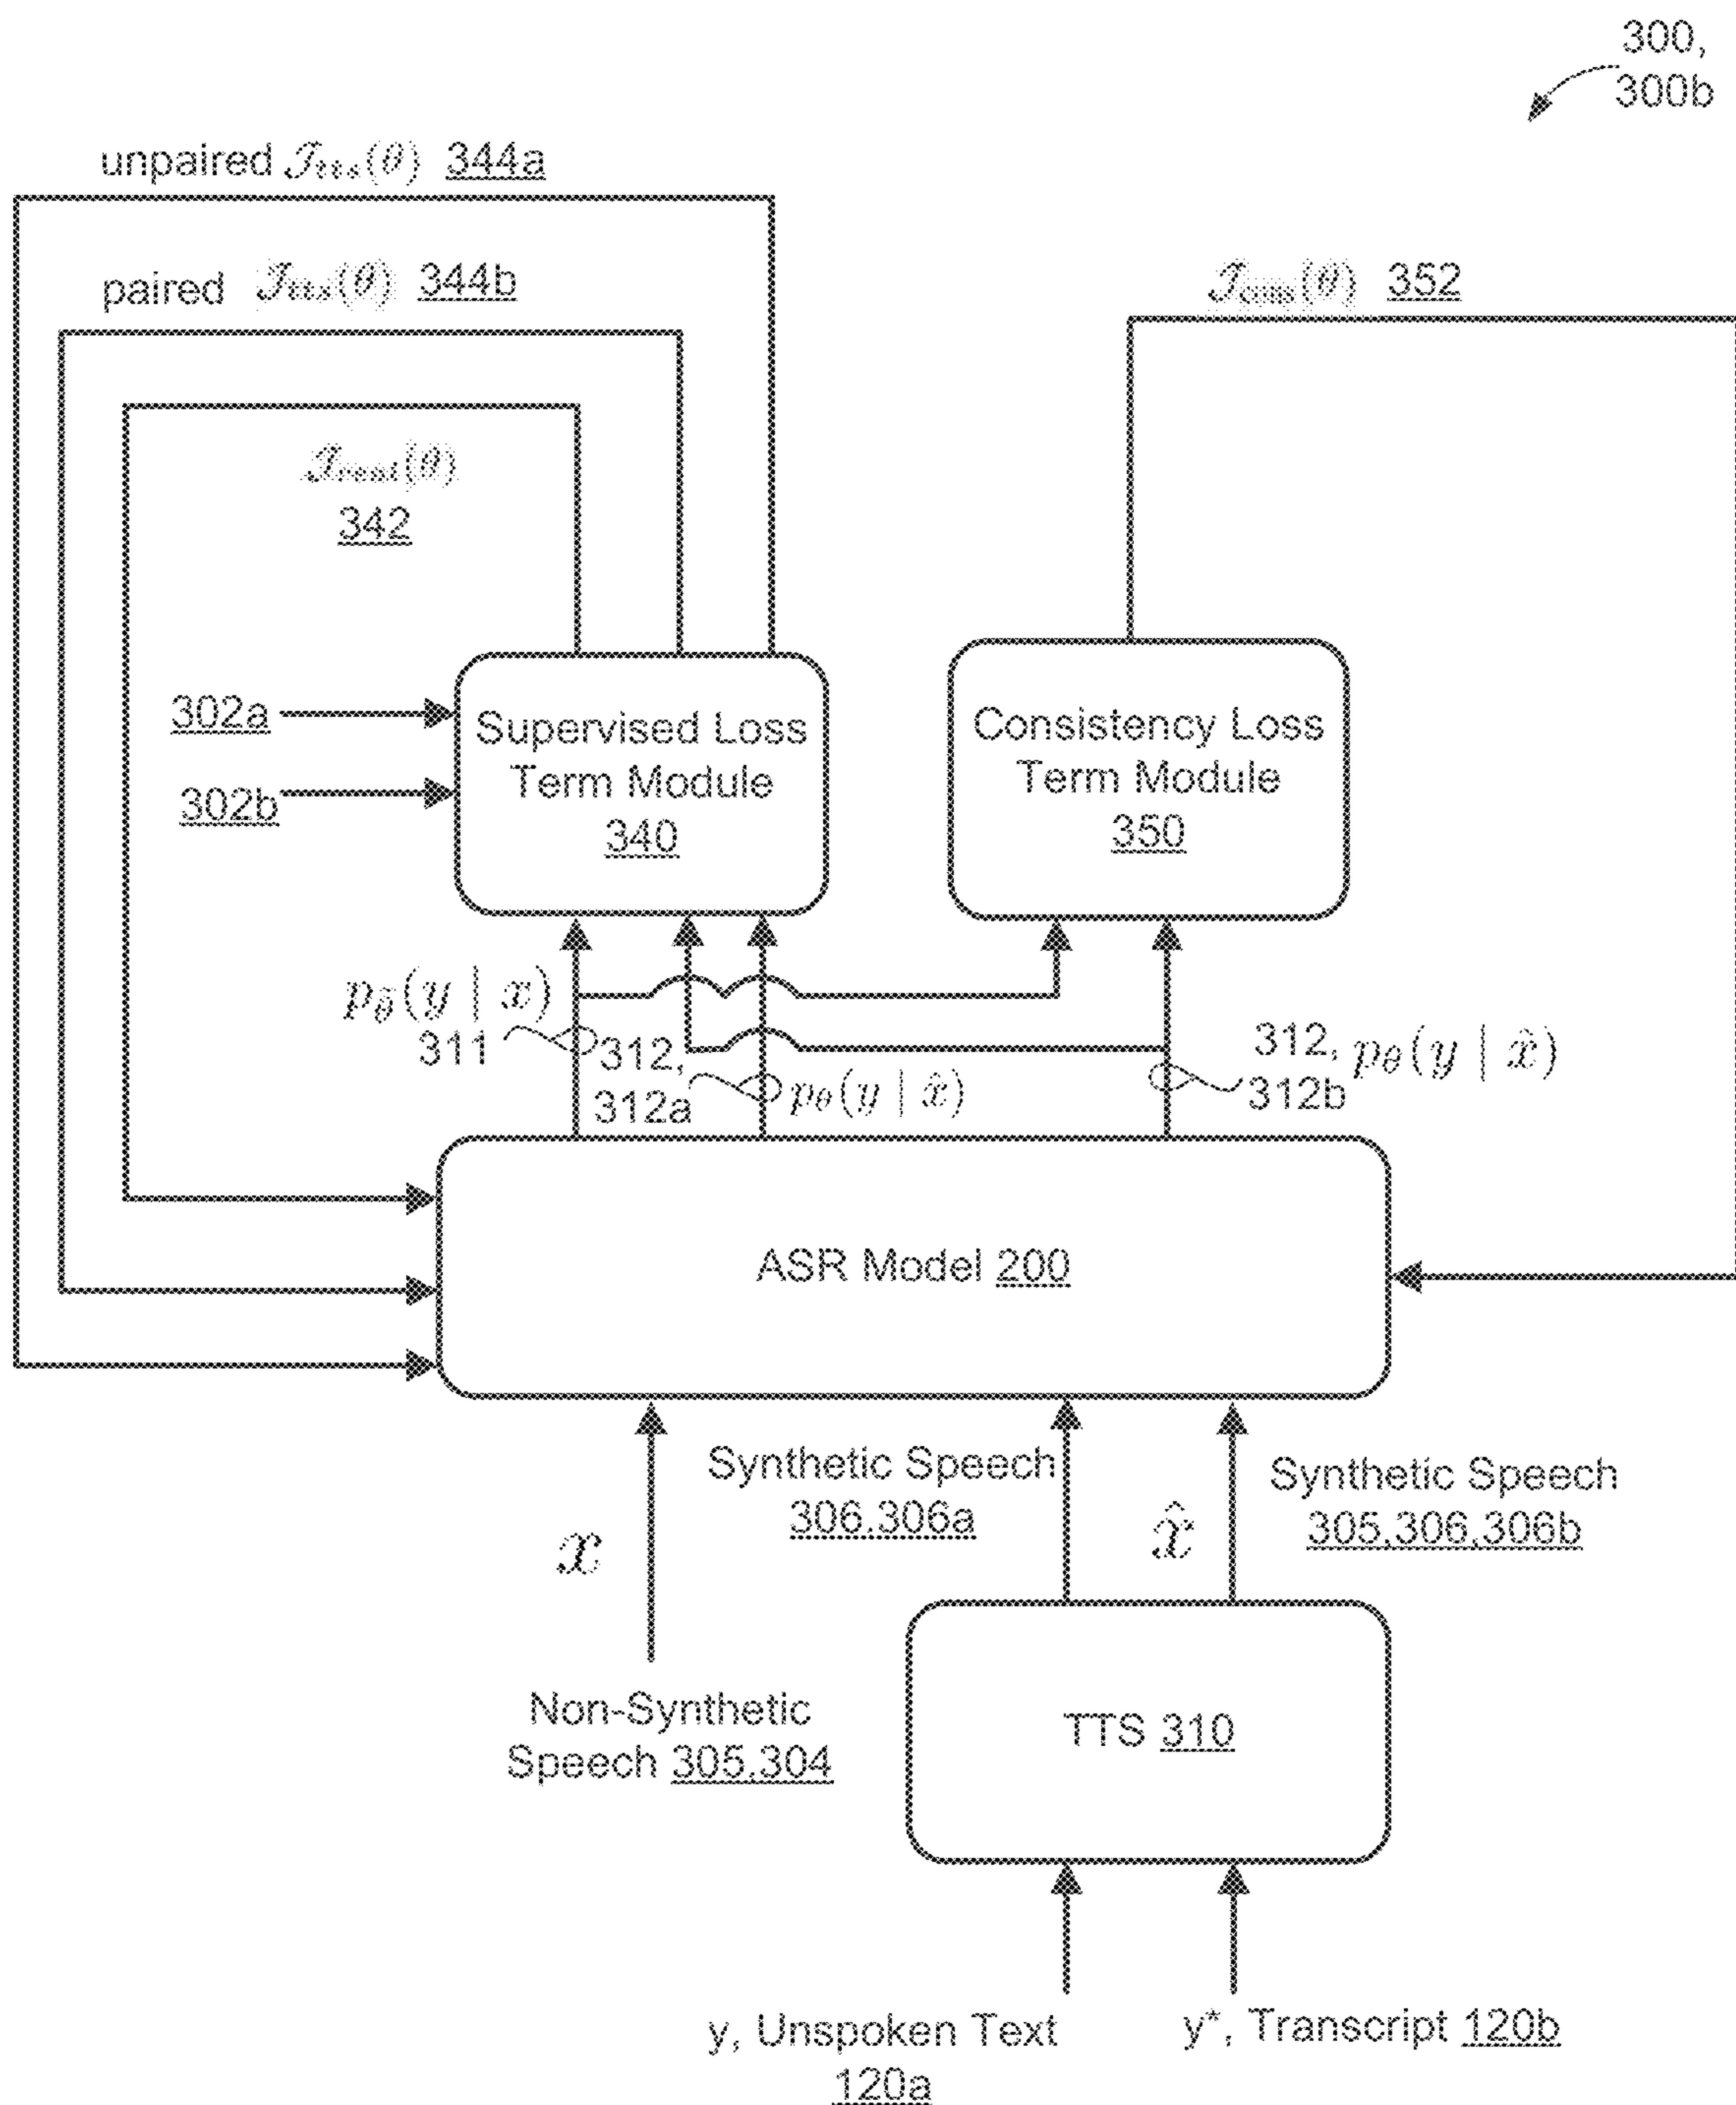 300,
300b
unpaired 𝒥tts(θ) 344a
paired 𝒥tts(θ) 344b
𝒥cons(θ) 352
𝒥real(θ)
342
302a
302b
Supervised Loss
Term Module
340
Consistency Loss
Term Module
350
pθ̃(y | x)
311
312,
312a
pθ(y | x̂)
312,
312b
pθ(y | x̂)
ASR Model 200
x
Non-Synthetic
Speech 305,304
Synthetic Speech
306,306a
x̂
Synthetic Speech
305,306,306b
TTS 310
y, Unspoken Text
120a
y*, Transcript 120b